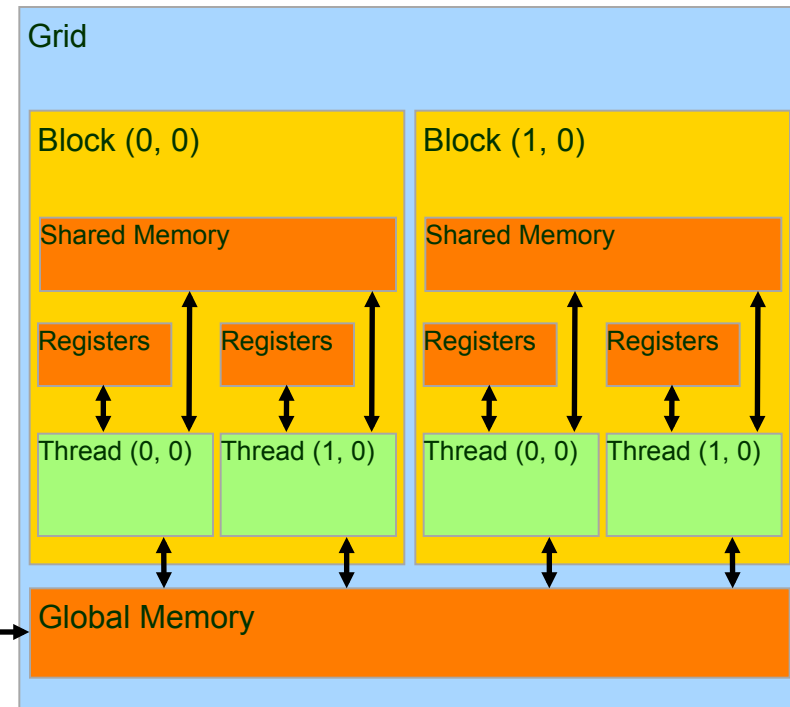 Grid
Block (0, 0)
Block (1, 0)
Shared Memory
Shared Memory
Registers
Registers
Registers
Registers
Thread (0, 0)
Thread (1, 0)
Thread (0, 0)
Thread (1, 0)
Global Memory